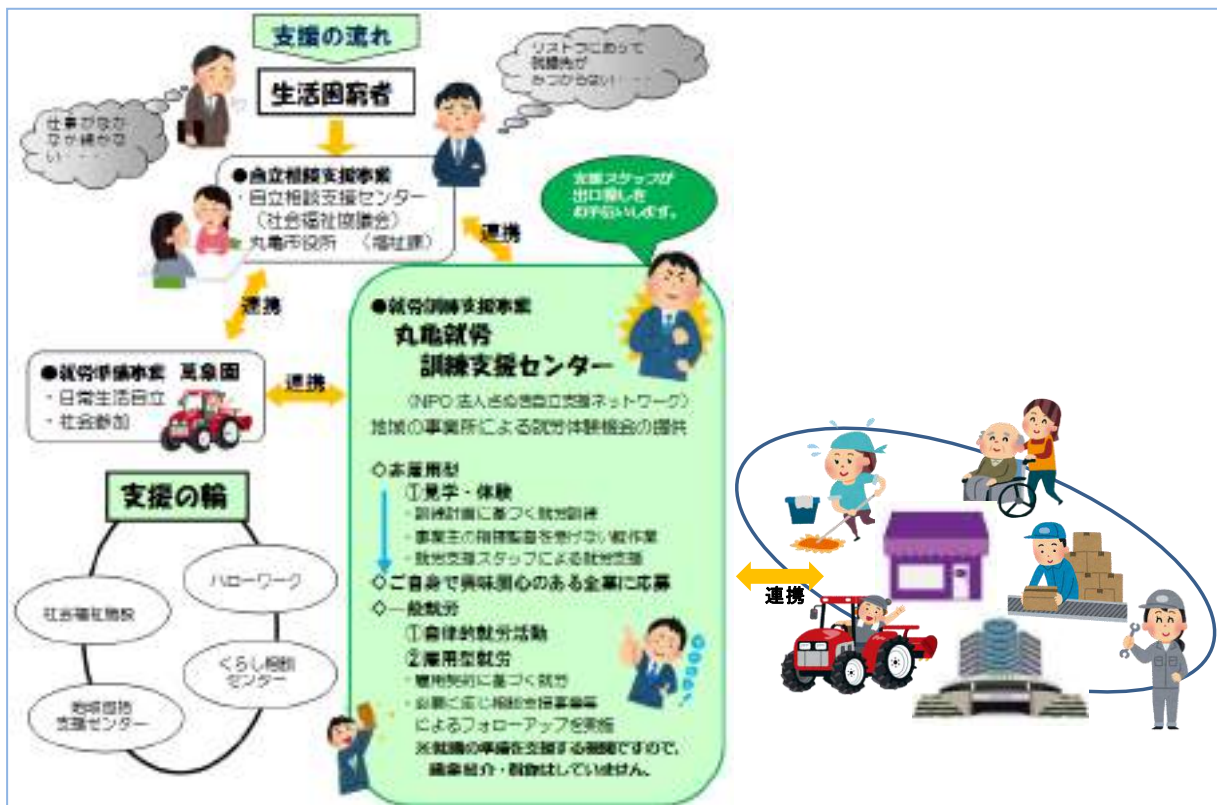 支援の流れ
生活困窮者
仕事がなか
なか続かな
い・・・・
リストラにあって
就職先が
みつからない・・・・
●自立相談支援事業
・自立相談支援センター
（社会福祉協議会）
丸亀市役所　（福祉課）
支援スタッフが
出口探しを
お手伝いします。
連携
連携
●就労準備事業　萬象園
・日常生活自立
・社会参加
連携
●就労訓練支援事業
丸亀就労
訓練支援センター
（NPO法人さぬき自立支援ネットワーク）
地域の事業所による就労体験機会の提供
◇非雇用型
①見学・体験
・訓練計画に基づく就労訓練
・事業主の指揮監督を受けない軽作業
・就労支援スタッフによる就労支援
◇ご自身で興味関心のある企業に応募
◇一般就労
①自律的就労活動
②雇用型就労
・雇用契約に基づく就労
・必要に応じ相談支援事業等
によるフォローアップを実施
※就職の準備を支援する機関ですので、
職業紹介・斡旋はしていません。
支援の輪
ハローワーク
社会福祉施設
くらし相談
センター
地域包括
支援センター
連携